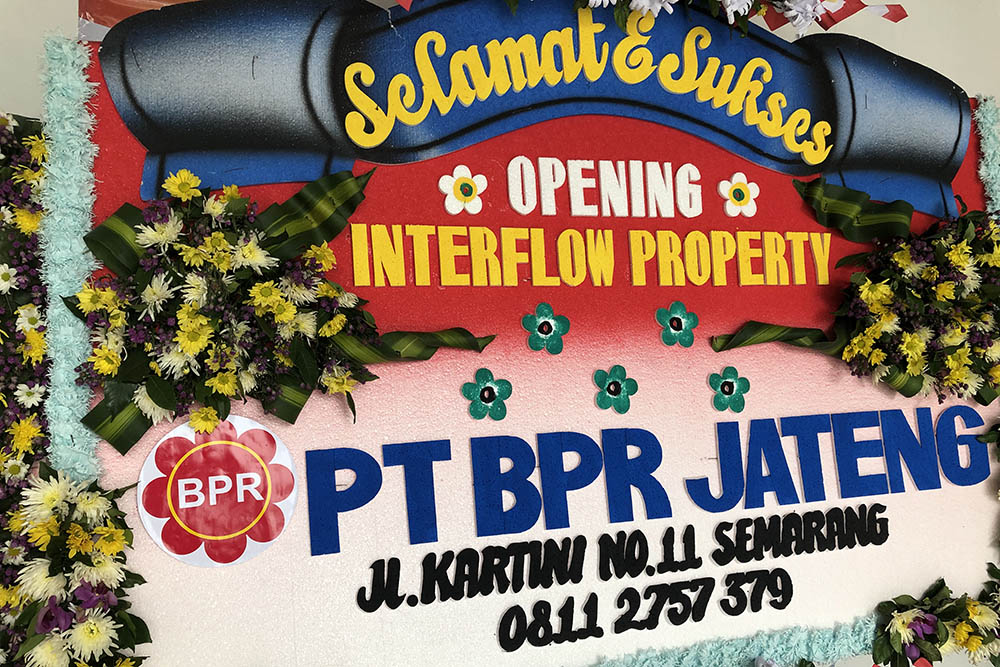 Selamat & Sukses
OPENING
INTERFLOW PROPERTY
BPR
PT BPR JATENG
Jl. KARTINI NO.11 SEMARANG
0811 2757 379